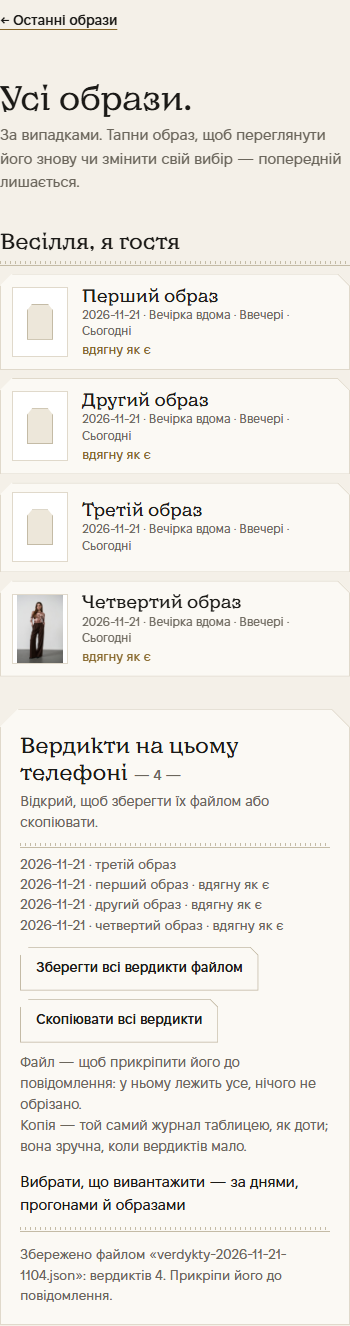 ← Останні образи
Усі образи.
За випадками. Тапни образ, щоб переглянути
його знову чи змінити свій вибір — попередній
лишається.
Весілля, я гостя
Перший образ
2026-11-21 · Вечірка вдома · Ввечері ·
Сьогодні
вдягну як є
Другий образ
2026-11-21 · Вечірка вдома · Ввечері ·
Сьогодні
вдягну як є
Третій образ
2026-11-21 · Вечірка вдома · Ввечері ·
Сьогодні
Четвертий образ
2026-11-21 · Вечірка вдома · Ввечері ·
Сьогодні
вдягну як є
Вердикти на цьому
телефоні — 4 —
Відкрий, щоб зберегти їх файлом або
скопіювати.
2026-11-21 · третій образ
2026-11-21 · перший образ · вдягну як є
2026-11-21 · другий образ · вдягну як є
2026-11-21 · четвертий образ · вдягну як є
Зберегти всі вердикти файлом
Скопіювати всі вердикти
Файл — щоб прикріпити його до
повідомлення: у ньому лежить усе, нічого не
обрізано.
Копія — той самий журнал таблицею, як доти;
вона зручна, коли вердиктів мало.
Вибрати, що вивантажити — за днями,
прогонами й образами
Збережено файлом «verdykty-2026-11-21-
1104.json»: вердиктів 4. Прикріпи його до
повідомлення.